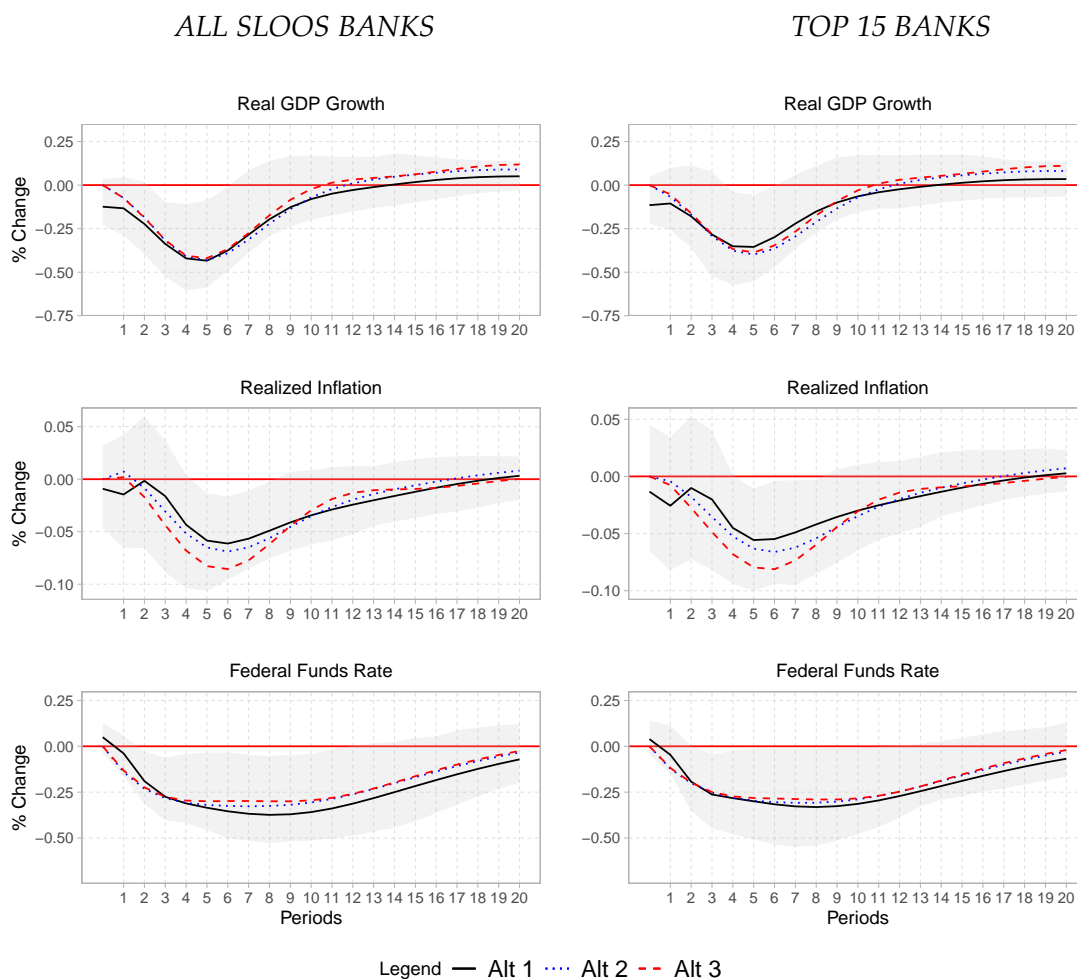 ALL SLOOS BANKS TOP 15 BANKS
Real GDP Growth Real GDP Growth
0.25 0.25
0.00 0.00
−0.25 −0.25
−0.50 −0.50
−0.75 −0.75
% Change
1 2 3 4 5 6 7 8 9 10 11 12 13 14 15 16 17 18 19 20 1 2 3 4 5 6 7 8 9 10 11 12 13 14 15 16 17 18 19 20
Realized Inflation Realized Inflation
0.05 0.05
0.00 0.00
−0.05 −0.05
−0.10 −0.10
% Change
1 2 3 4 5 6 7 8 9 10 11 12 13 14 15 16 17 18 19 20 1 2 3 4 5 6 7 8 9 10 11 12 13 14 15 16 17 18 19 20
Federal Funds Rate Federal Funds Rate
0.25 0.25
0.00 0.00
−0.25 −0.25
−0.50 −0.50
% Change
1 2 3 4 5 6 7 8 9 10 11 12 13 14 15 16 17 18 19 20 1 2 3 4 5 6 7 8 9 10 11 12 13 14 15 16 17 18 19 20
Periods Periods
Legend Alt 1 Alt 2 Alt 3